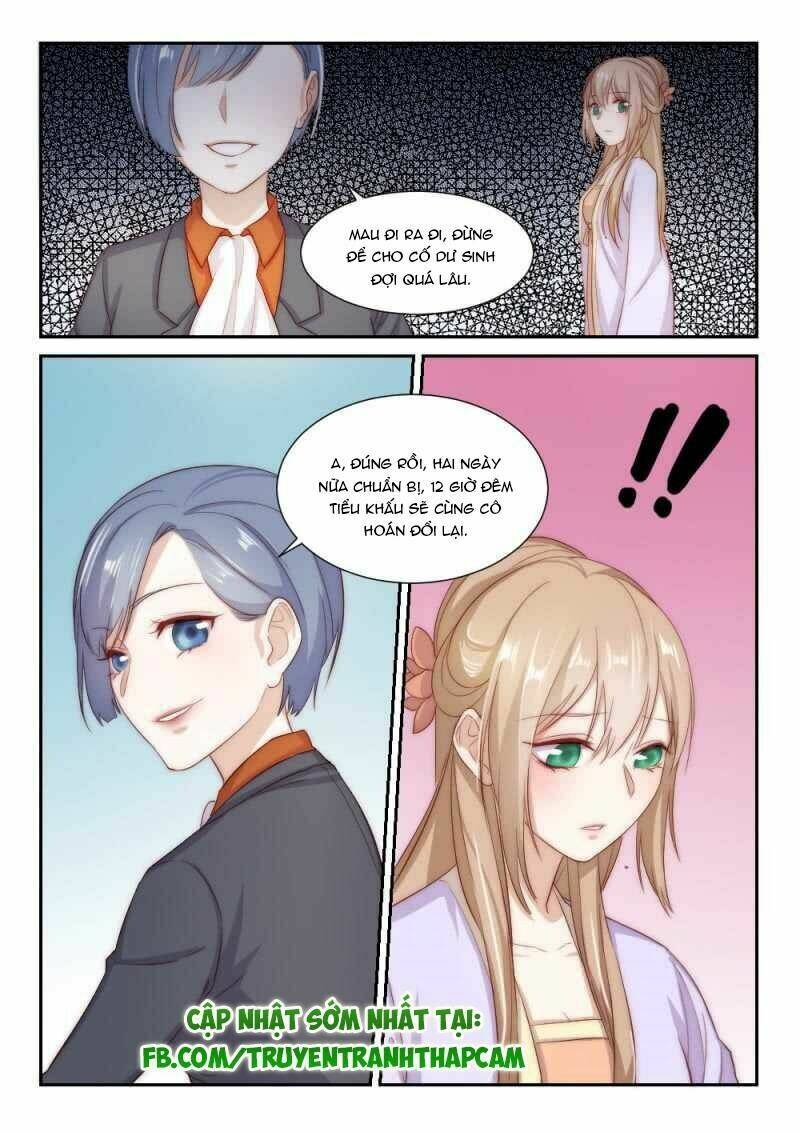 MAU ĐI RA ĐI, ĐỪNG
ĐỂ CHO CỐ DƯ SINH
ĐỢI QUÁ LÂU.
A, ĐÚNG RỒI, HAI NGÀY
NỮA CHUẨN BỊ, 12 GIỜ ĐÊM
TIỂU KHẤU SẼ CÙNG CÔ
HOÁN ĐỔI LẠI.
!!
CẬP NHẬT SỚM NHẤT TẠI:
FB.COM/TRUYENTRANHTHAPCAM